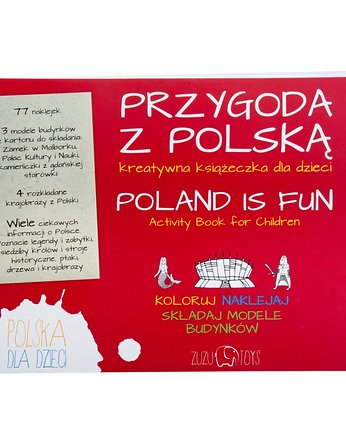 77 naklejek
3 modele budynków
z kartonu do składania:
Zamek w Malborku,
Pałac Kultury i Nauki,
kamieniczki z gdańskiej
starówki
4 rozkładane
krajobrazy z Polski
Wiele ciekawych
informacji o Polsce.
Poznacie legendy i zabytki,
siedziby królów i stroje
historyczne, ptaki,
drzewa i krajobrazy
POLSKA
DLA DZIECI
PRZYGODA
Z POLSKĄ
kreatywna książeczka dla dzieci
POLAND IS FUN
Activity Book for Children
KOLORUJ NAKLEJAJ
SKŁADAJ MODELE
BUDYNKÓW
ZUZU TOYS